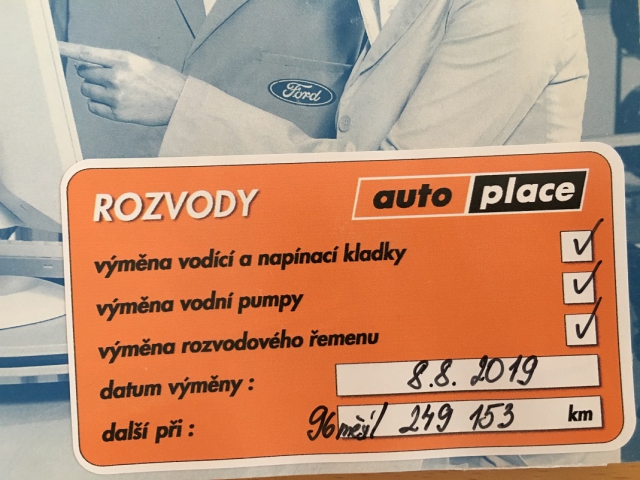 Ford
ROZVODY
auto place
výměna vodící a napínací kladky
výměna vodní pumpy
výměna rozvodového řemenu
datum výměny : 8.8. 2019
další při : 96 měsí/ 249 153 km